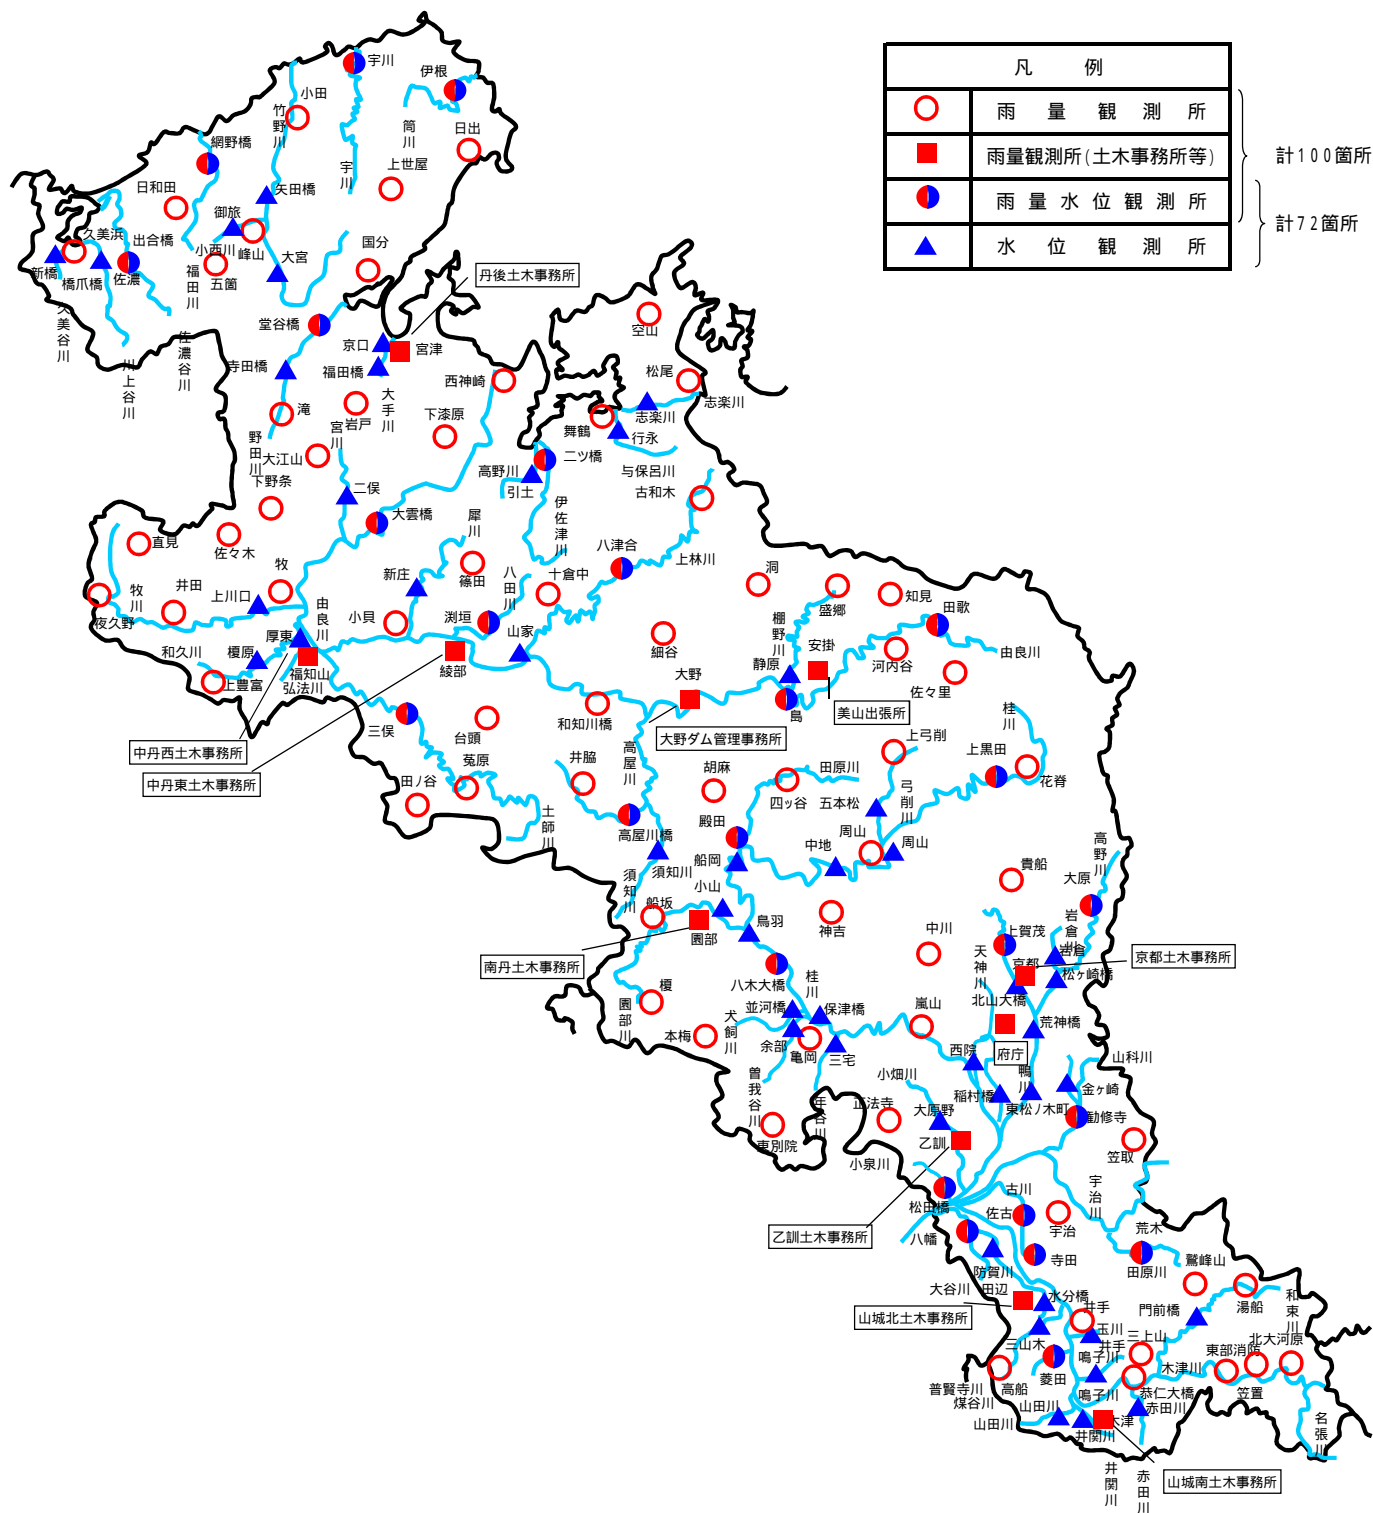 凡　例
雨量観測所
雨量観測所(土木事務所等)
雨量水位観測所
水位観測所
計100箇所
計72箇所
宇川
伊根
小田
竹野川
筒川
日出
網野橋
宇川
上世屋
日和田
矢田橋
御旅
久美浜
出合橋
小西川
峰山
国分
新橋
橋爪橋
佐濃
福田川
五箇
大宮
丹後土木事務所
久美谷川
佐濃谷川
川上谷川
堂谷橋
京口
宮津
空山
寺田橋
福田橋
西神崎
松尾
志楽川
志楽川
滝
岩戸
大手川
下漆原
舞鶴
行永
宮川
野田川
大江山
二ツ橋
高野川
引土
与保呂川
下野条
二俣
古和木
大雲橋
犀川
伊佐津川
直見
佐々木
八津合
上林川
牧
新庄
篠田
八田川
十倉中
洞
盛郷
知見
牧川
井田
上川口
夜久野
由良川
小貝
渕垣
山家
細谷
棚野川
安掛
田歌
河内谷
由良川
厚東
和久川
榎原
上豊富
福知山
弘法川
綾部
大野
静原
佐々里
島
美山出張所
桂川
三俣
台頭
和知川橋
中丹西土木事務所
中丹東土木事務所
大野ダム管理事務所
高屋川
上弓削
上黒田
花脊
菟原
井脇
胡麻
田原川
田ノ谷
四ッ谷
五本松
弓削川
土師川
高屋川橋
殿田
周山
周山
中地
船岡
須知川
須知川
小山
貴船
高野川
大原
船坂
鳥羽
神吉
園部
中川
上賀茂
岩倉川
岩倉
天神川
京都
松ヶ崎橋
京都土木事務所
南丹土木事務所
八木大橋
桂川
北山大橋
榎
園部川
並河橋
保津橋
嵐山
荒神橋
本梅
犬飼川
余部
亀岡
三宅
西院
府庁
山科川
曽我谷川
年谷川
小畑川
鴨川
稲村橋
東松ノ木町
金ヶ崎
正法寺
大原野
勧修寺
東別院
乙訓
笠取
小泉川
古川
宇治川
松田橋
佐古
宇治
荒木
乙訓土木事務所
八幡
寺田
田原川
鷲峰山
防賀川
大谷川
田辺
水分橋
湯船
和束川
山城北土木事務所
井手
門前橋
玉川
三山木
井手
三上山
北大河原
鳴子川
東部消防
菱田
木津川
普賢寺川
高船
煤谷川
鳴子川
恭仁大橋
笠置
山田川
赤田川
山田川
木津
井関川
名張川
井関川
赤田川
山城南土木事務所